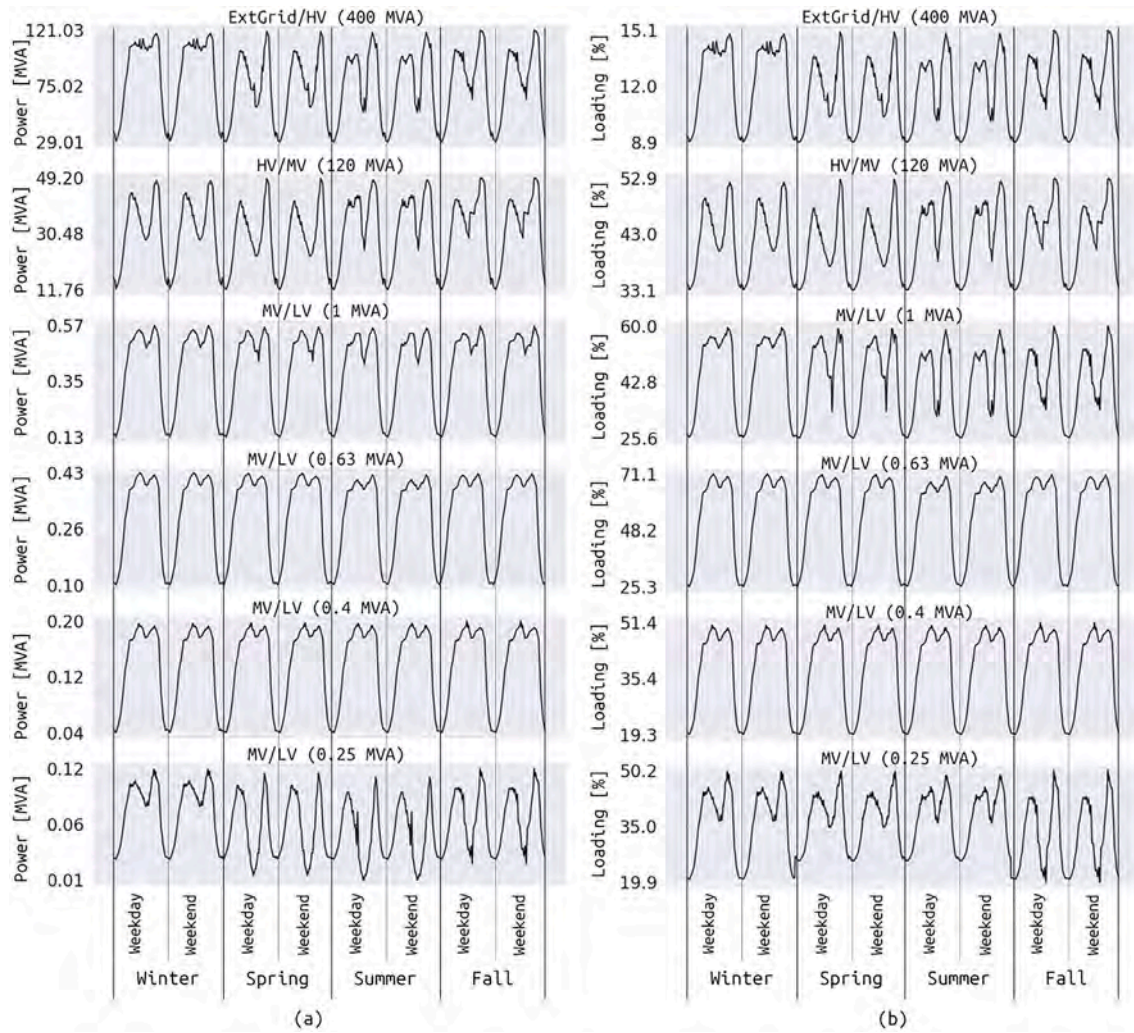 ExtGrid/HV (400 MVA)
121.03
75.02
29.01
Power [MVA]
HV/MV (120 MVA)
49.20
30.48
11.76
Power [MVA]
MV/LV (1 MVA)
0.57
0.35
0.13
Power [MVA]
MV/LV (0.63 MVA)
0.43
0.26
0.10
Power [MVA]
MV/LV (0.4 MVA)
0.20
0.12
0.04
Power [MVA]
MV/LV (0.25 MVA)
0.12
0.06
0.01
Power [MVA]
Weekday
Weekend
Weekday
Weekend
Weekday
Weekend
Weekday
Weekend
Winter
Spring
Summer
Fall
(a)
ExtGrid/HV (400 MVA)
15.1
12.0
8.9
Loading [%]
HV/MV (120 MVA)
52.9
43.0
33.1
Loading [%]
MV/LV (1 MVA)
60.0
42.8
25.6
Loading [%]
MV/LV (0.63 MVA)
71.1
48.2
25.3
Loading [%]
MV/LV (0.4 MVA)
51.4
35.4
19.3
Loading [%]
MV/LV (0.25 MVA)
50.2
35.0
19.9
Loading [%]
Weekday
Weekend
Weekday
Weekend
Weekday
Weekend
Weekday
Weekend
Winter
Spring
Summer
Fall
(b)